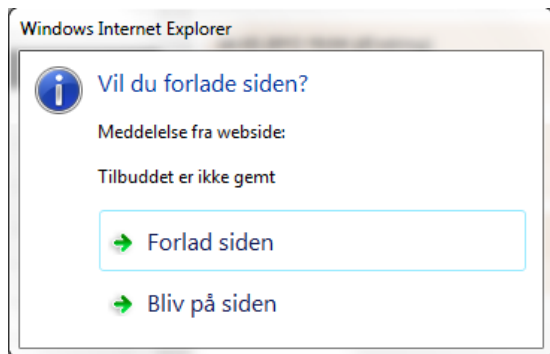 Windows Internet Explorer
Vil du forlade siden?
Meddelelse fra webside:
Tilbuddet er ikke gemt
Forlad siden
Bliv på siden